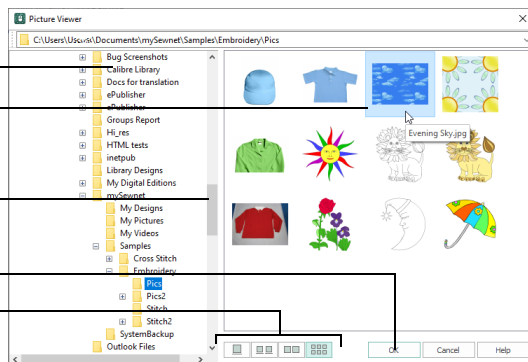 Picture Viewer
C:\Users\Users\Documents\mySewnet\Samples\Embroidery\Pics
Bug Screenshots
Calibre Library
Docs for translation
ePublisher
ePublisher
Groups Report
Hi_res
HTML tests
inetpub
Library Designs
My Digital Editions
mySewnet
My Designs
My Pictures
My Videos
Samples
Cross Stitch
Embroidery
Pics
Pics2
Stitch
Stitch2
SystemBackup
Outlook Files
Evening Sky.jpg
OK
Cancel
Help